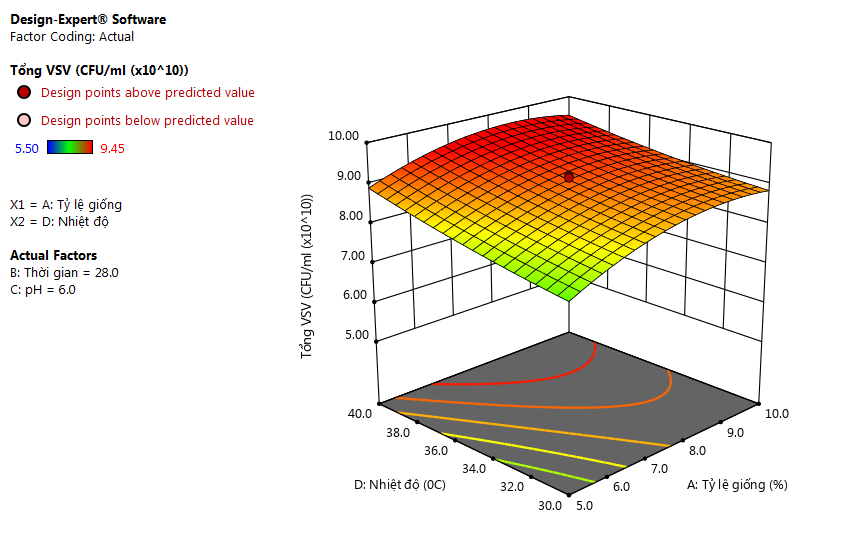 Design-Expert® Software
Factor Coding: Actual
Tổng VSV (CFU/ml (x10^10))
Design points above predicted value
Design points below predicted value
5.50 9.45
X1 = A: Tỷ lệ giống
X2 = D: Nhiệt độ
Actual Factors
B: Thời gian = 28.0
C: pH = 6.0
10.00
9.00
8.00
7.00
6.00
5.00
Tổng VSV (CFU/ml (x10^10))
40.0
38.0
36.0
34.0
32.0
30.0
D: Nhiệt độ (0C)
5.0
6.0
7.0
8.0
9.0
10.0
A: Tỷ lệ giống (%)